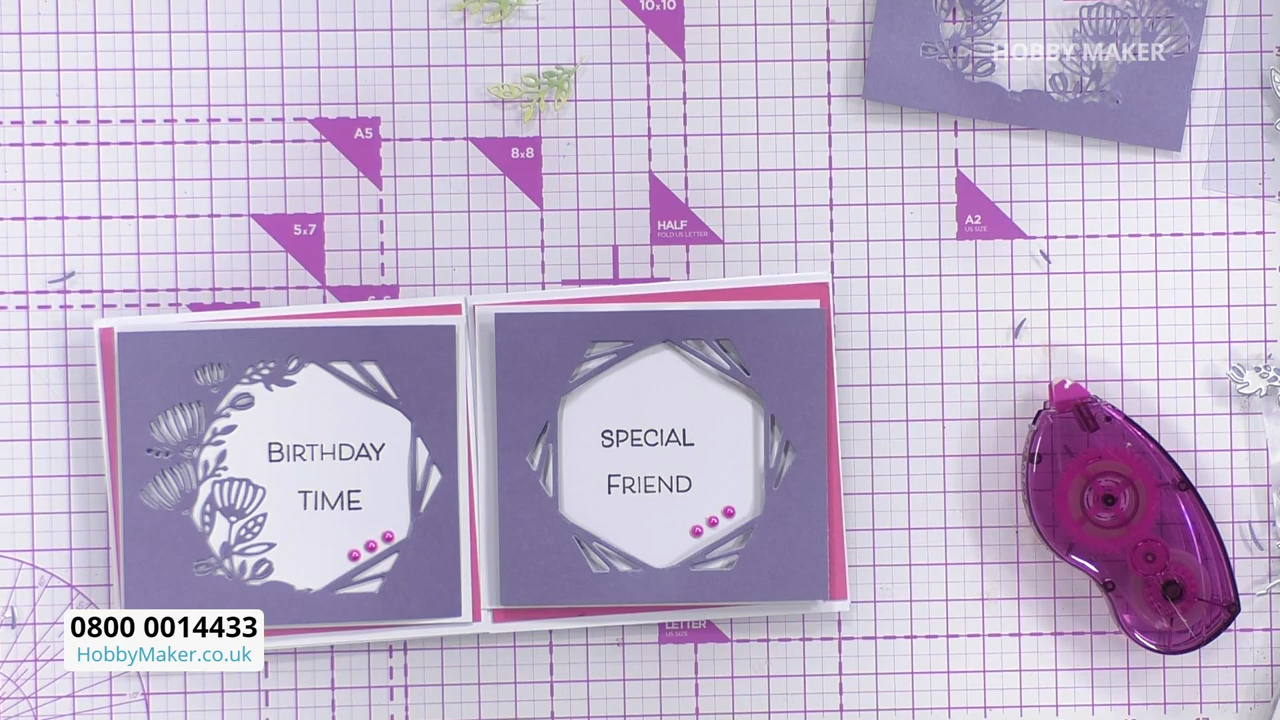 10x10
HOBBY MAKER
A5
8x8
HALF
FOLD US LETTER
A2
US SIZE
5x7
6x6
BIRTHDAY
TIME
SPECIAL
FRIEND
LETTER
US SIZE
0800 0014433
HobbyMaker.co.uk